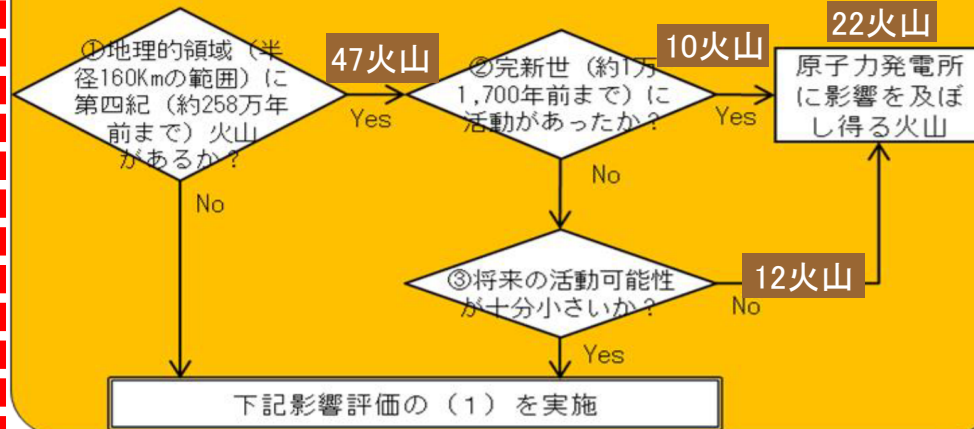 ①地理的領域（半
径160Kmの範囲）に
第四紀（約258万年
前まで）火山
があるか？
47火山
Yes
No
②完新世（約1万
1,700年前まで）に
活動があったか？
10火山
Yes
No
22火山
原子力発電所
に影響を及ぼ
し得る火山
③将来の活動可能性
が十分小さいか？
12火山
No
Yes
下記影響評価の（1）を実施